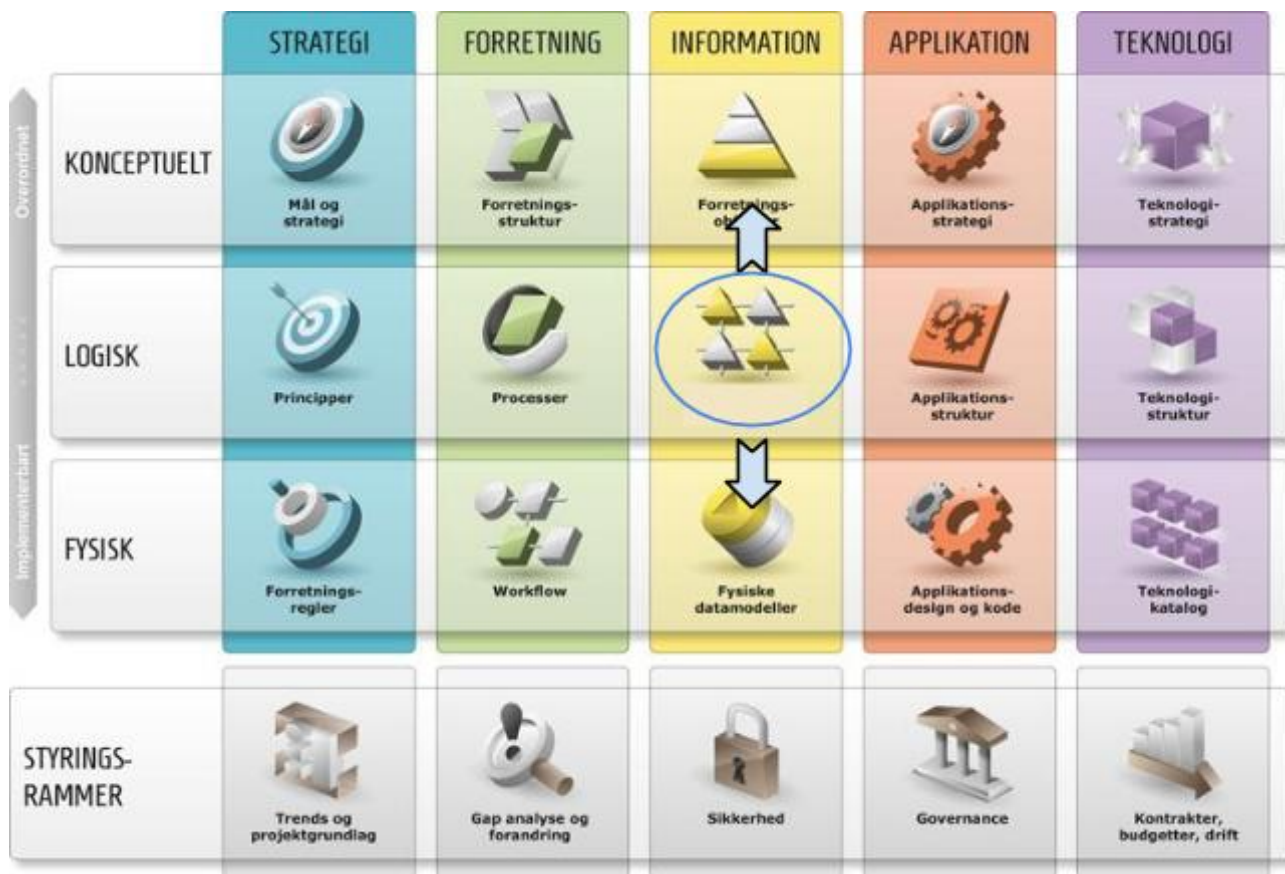 STRATEGI
FORRETNING
INFORMATION
APPLIKATION
TEKNOLOGI
Overordnet
KONCEPTUELT
Mål og
strategi
Forretnings-
struktur
Forretnings-
Applikations-
strategi
Teknologi-
strategi
LOGISK
Principper
Processer
Applikations-
struktur
Teknologi-
struktur
Implementerbart
FYSISK
Forretnings-
regler
Workflow
Fysiske
datamodeller
Applikations-
design og kode
Teknologi-
katalog
STYRINGS-
RAMMER
Trends og
projektgrundlag
Gap analyse og
forandring
Sikkerhed
Governance
Kontrakter,
budgetter, drift